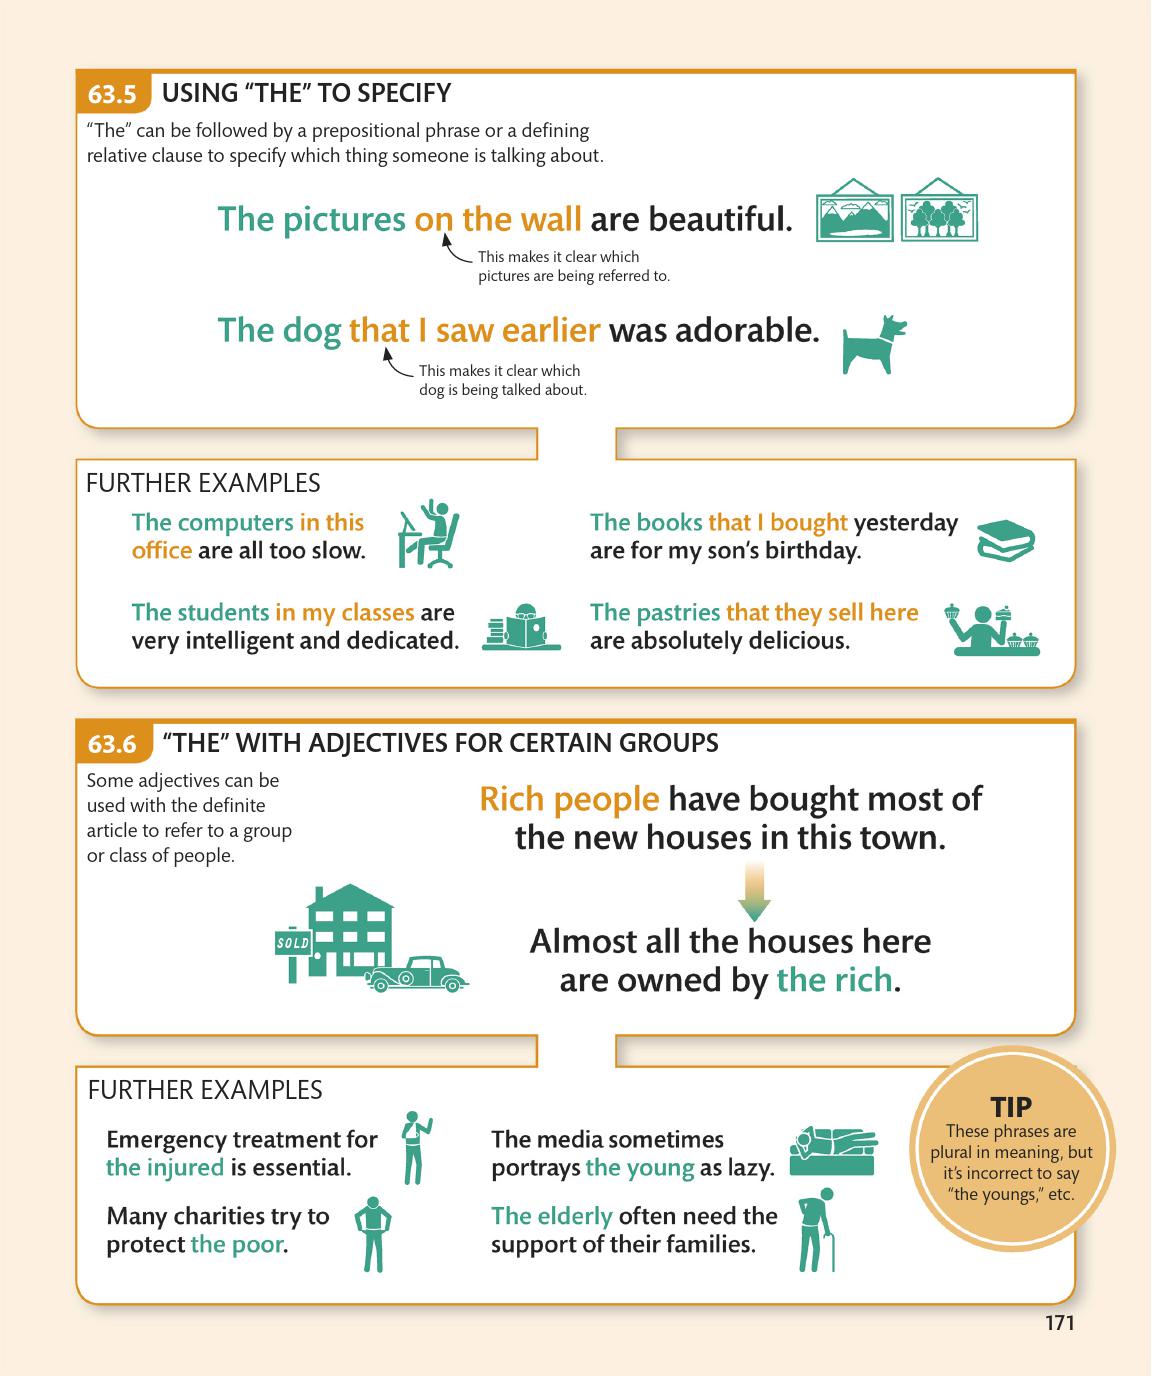 63.5 USING “THE” TO SPECIFY
“The” can be followed by a prepositional phrase or a defining
relative clause to specify which thing someone is talking about.
The pictures on the wall are beautiful.
This makes it clear which
pictures are being referred to.
The dog that I saw earlier was adorable.
This makes it clear which
dog is being talked about.
FURTHER EXAMPLES
The computers in this
office are all too slow.
The books that I bought yesterday
are for my son’s birthday.
The students in my classes are
very intelligent and dedicated.
The pastries that they sell here
are absolutely delicious.
63.6 “THE” WITH ADJECTIVES FOR CERTAIN GROUPS
Some adjectives can be
used with the definite
article to refer to a group
or class of people.
Rich people have bought most of
the new houses in this town.
SOLD
Almost all the houses here
are owned by the rich.
FURTHER EXAMPLES
Emergency treatment for
the injured is essential.
The media sometimes
portrays the young as lazy.
Many charities try to
protect the poor.
The elderly often need the
support of their families.
TIP
These phrases are
plural in meaning, but
it’s incorrect to say
“the youngs,” etc.
171